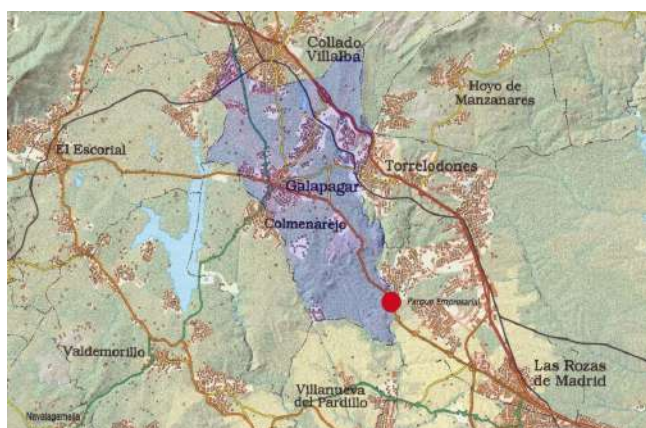 Collado
Villalba
Hoyo de
Manzanares
El Escorial
Torrelodones
Galapagar
Colmenarejo
Parque Empresarial
Valdemorillo
Las Rozas
de Madrid
Villanueva
del Pardillo
Navalagamella